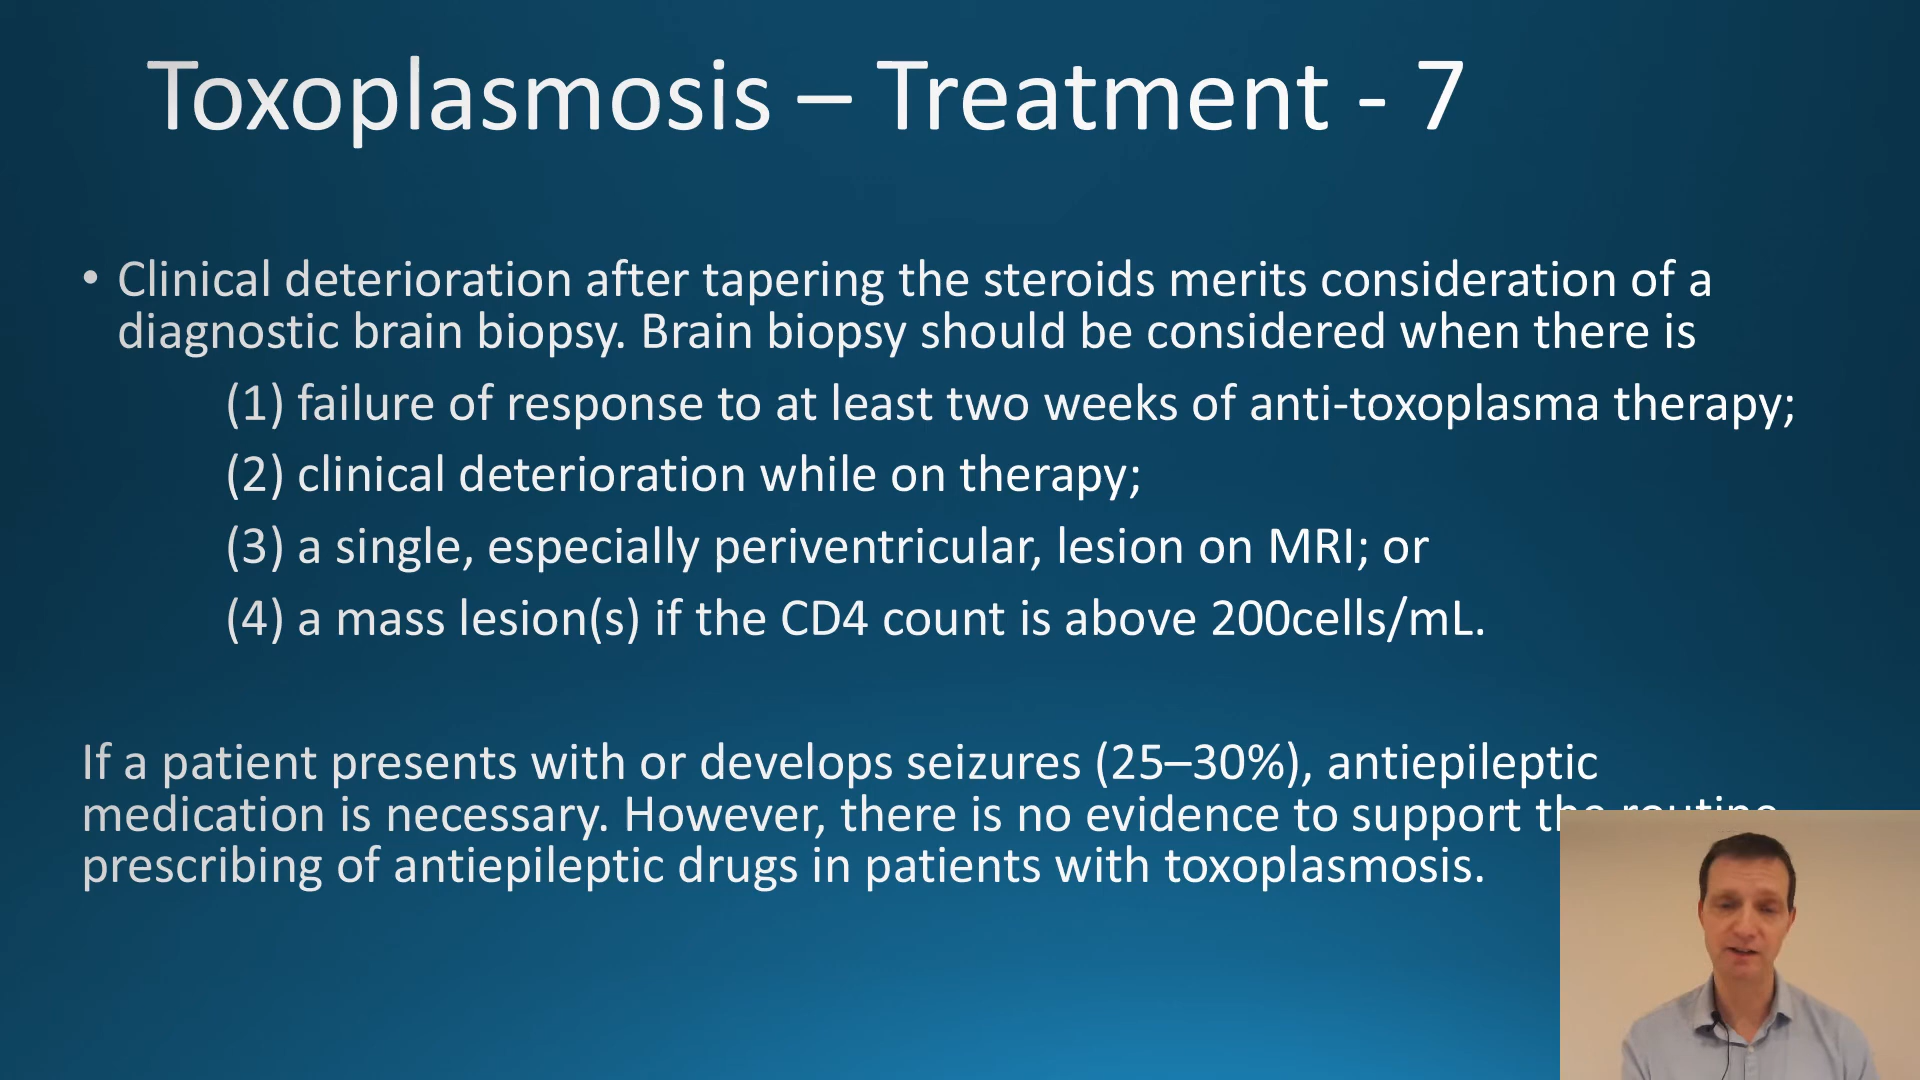 Toxoplasmosis – Treatment - 7
• Clinical deterioration after tapering the steroids merits consideration of a
diagnostic brain biopsy. Brain biopsy should be considered when there is
(1) failure of response to at least two weeks of anti-toxoplasma therapy;
(2) clinical deterioration while on therapy;
(3) a single, especially periventricular, lesion on MRI; or
(4) a mass lesion(s) if the CD4 count is above 200cells/mL.
If a patient presents with or develops seizures (25–30%), antiepileptic
medication is necessary. However, there is no evidence to support the routine
prescribing of antiepileptic drugs in patients with toxoplasmosis.